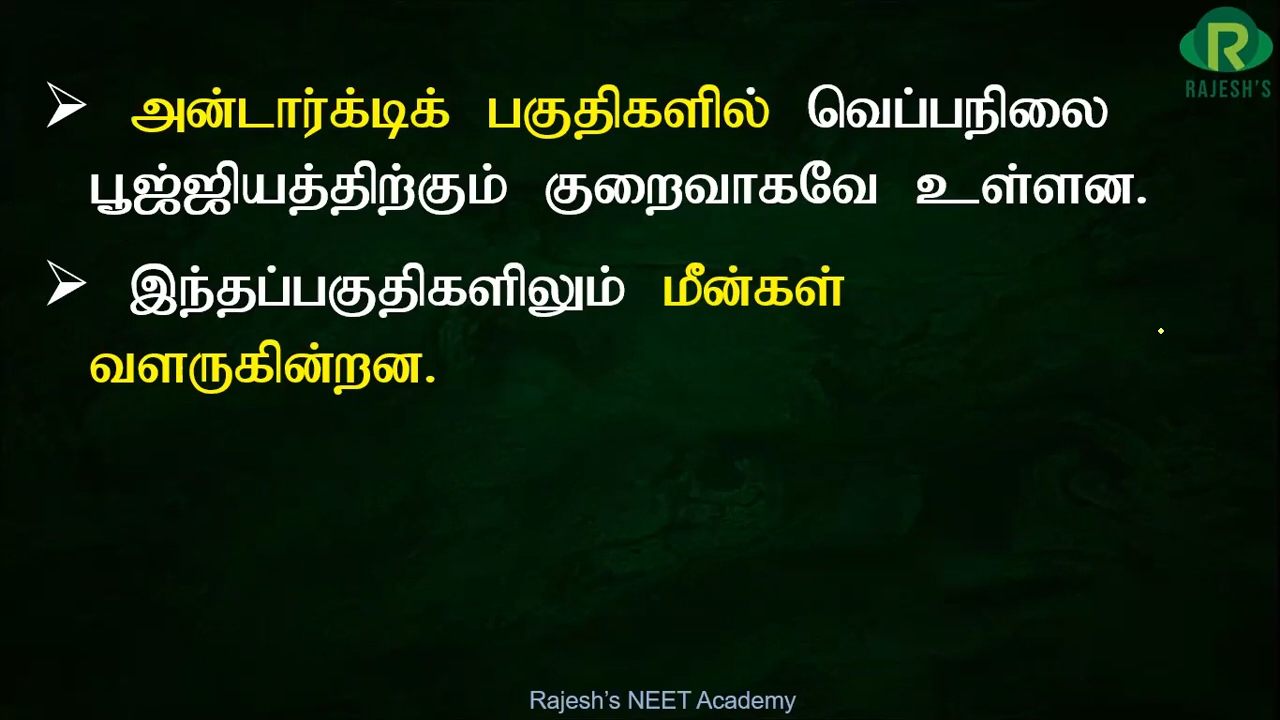 R
RAJESH'S
➢ அன்டார்க்டிக் பகுதிகளில் வெப்பநிலை
பூஜ்ஜியத்திற்கும் குறைவாகவே உள்ளன.
➢ இந்தப்பகுதிகளிலும் மீன்கள்
வளருகின்றன.
Rajesh's NEET Academy